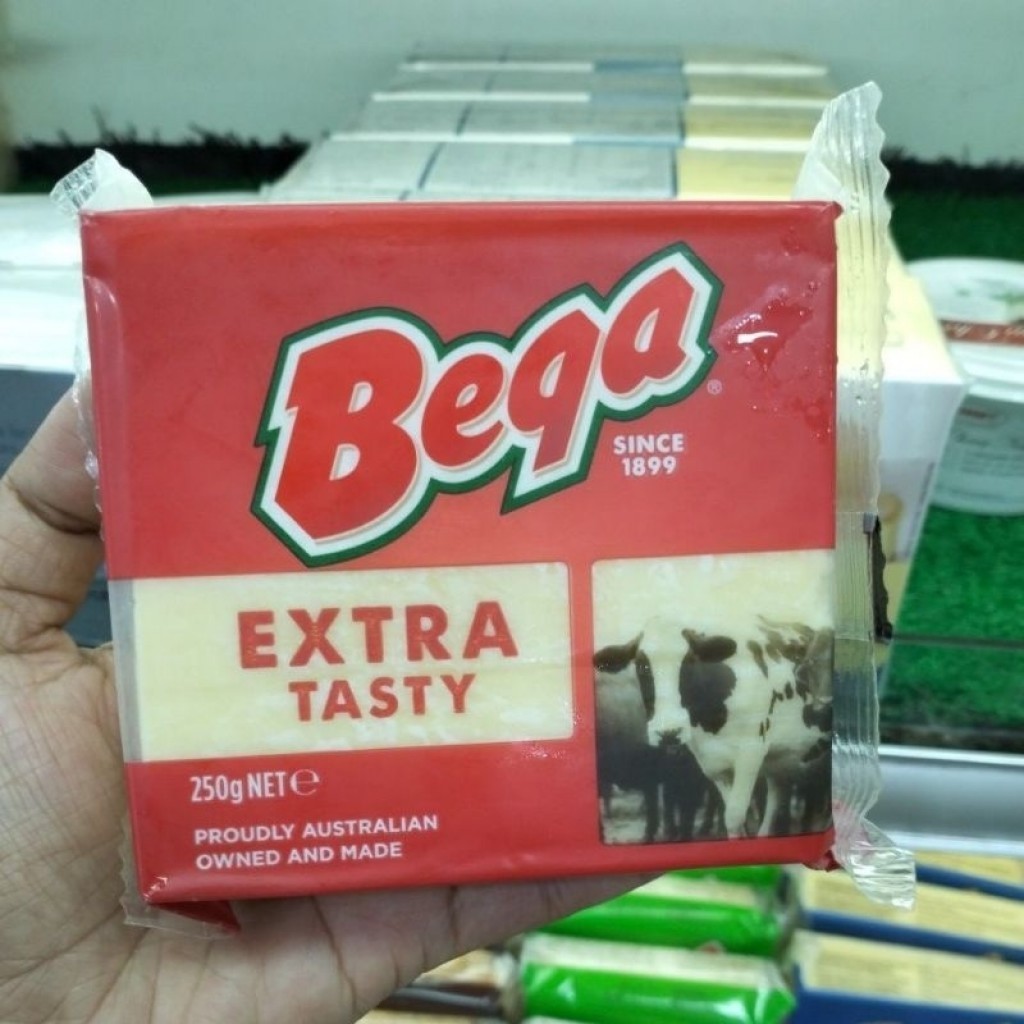 Bega®
SINCE
1899
EXTRA
TASTY
250g NET ℮
PROUDLY AUSTRALIAN
OWNED AND MADE